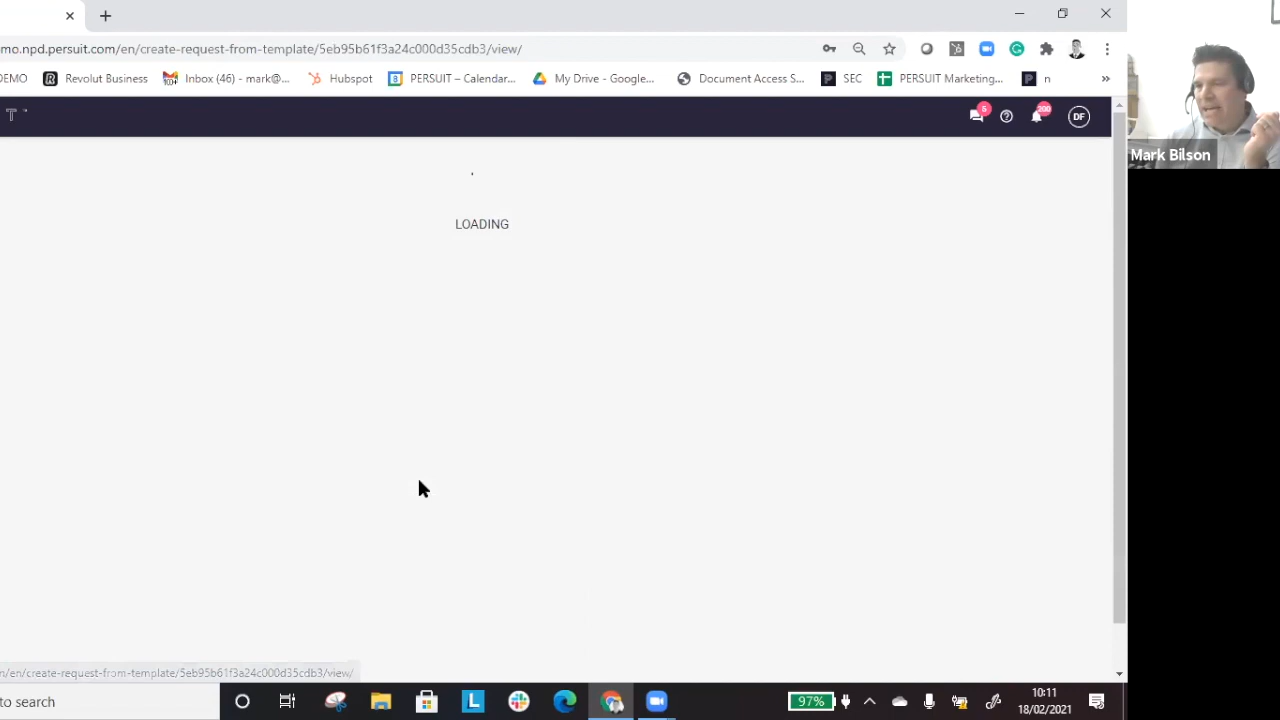 mo.npd.persuit.com/en/create-request-from-template/5eb95b61f3a24c000d35cdb3/view/
DEMO Revolut Business Inbox (46) - mark@... Hubspot PERSUIT – Calendar... My Drive - Google... Document Access S... SEC PERSUIT Marketing... n »
T 5 200 DF
Mark Bilson
LOADING
n/en/create-request-from-template/5eb95b61f3a24c000d35cdb3/view/
to search L 97% 10:11
18/02/2021